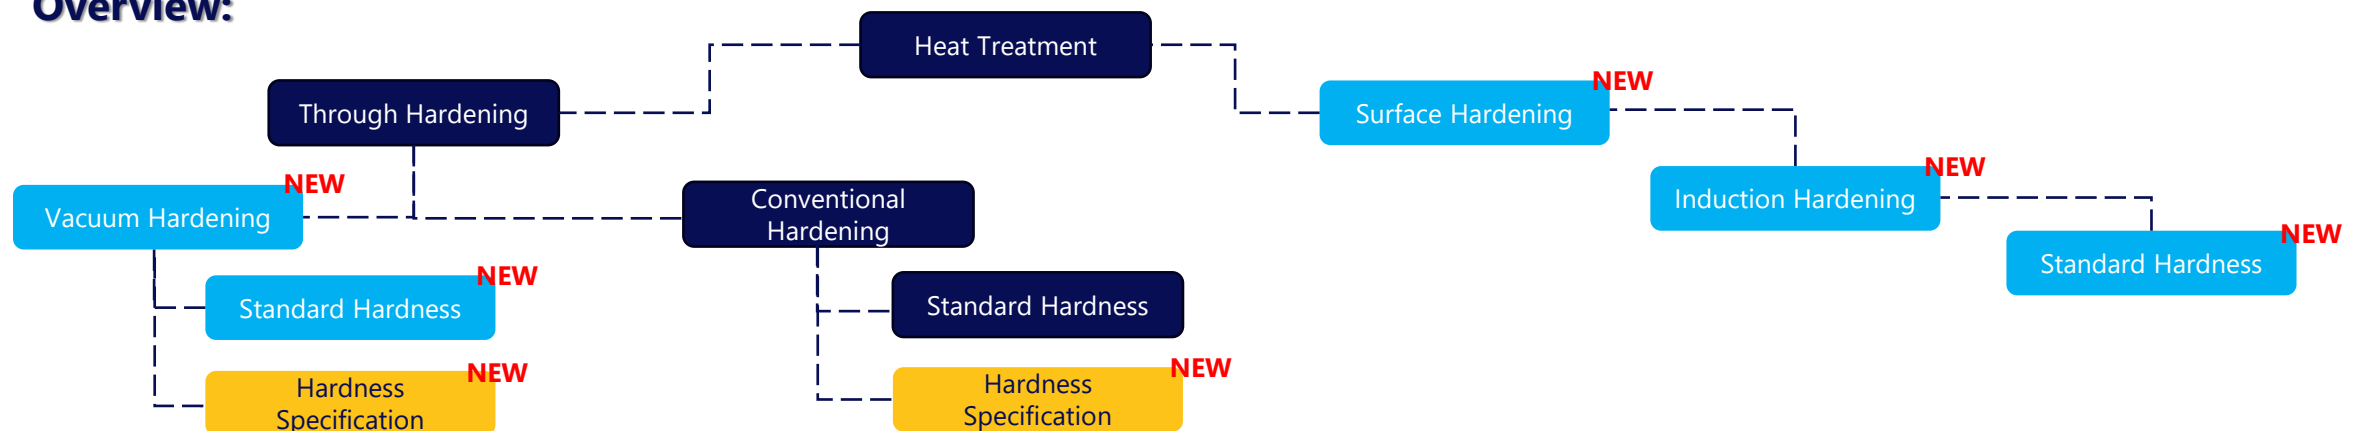 Overview:
Heat Treatment
Through Hardening
NEW
Surface Hardening
NEW
Vacuum Hardening
Conventional
Hardening
NEW
Induction Hardening
NEW
Standard Hardness
Standard Hardness
NEW
Standard Hardness
NEW
Hardness
Specification
NEW
Hardness
Specification